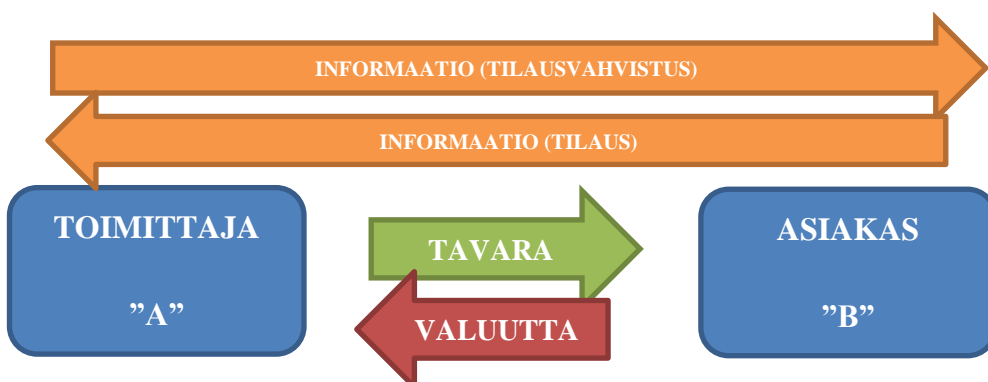 INFORMAATIO (TILAUSVAHVISTUS)
INFORMAATIO (TILAUS)
TOIMITTAJA
”A”
TAVARA
VALUUTTA
ASIAKAS
”B”